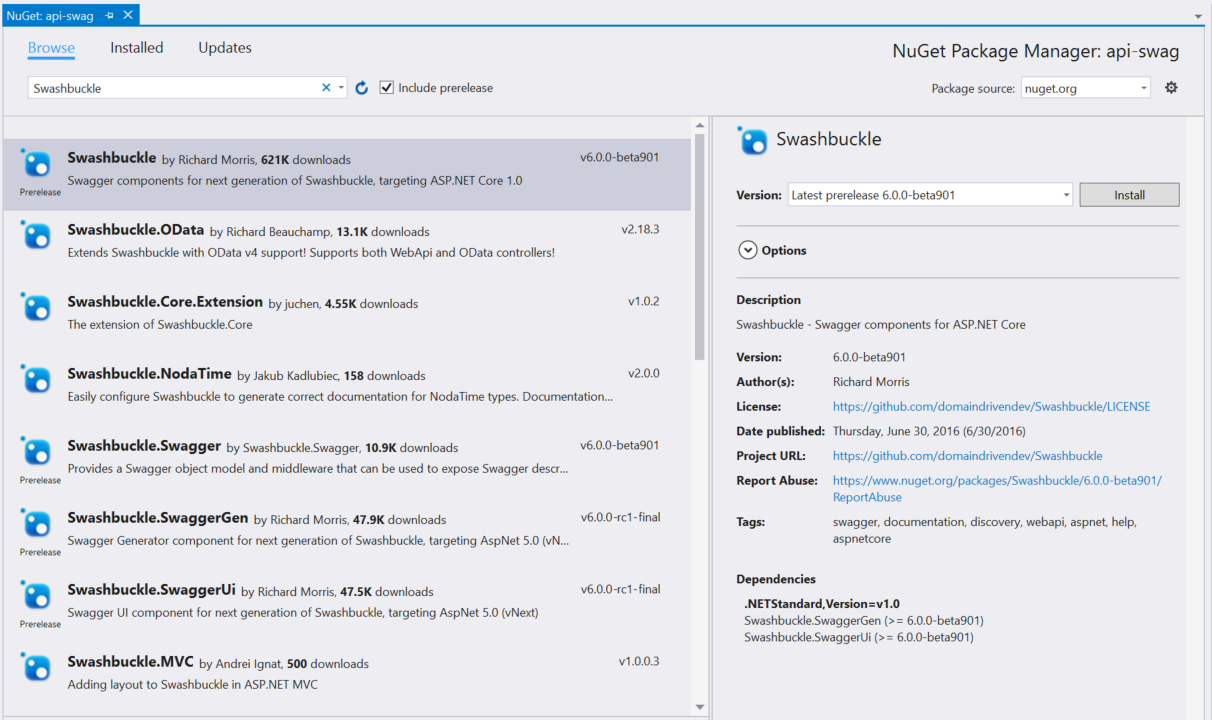 NuGet: api-swag
Browse Installed Updates
NuGet Package Manager: api-swag
Swashbuckle
Include prerelease
Package source: nuget.org
Swashbuckle by Richard Morris, 621K downloads v6.0.0-beta901
Swagger components for next generation of Swashbuckle, targeting ASP.NET Core 1.0
Prerelease
Swashbuckle.OData by Richard Beauchamp, 13.1K downloads v2.18.3
Extends Swashbuckle with OData v4 support! Supports both WebApi and OData controllers!
Swashbuckle.Core.Extension by juchen, 4.55K downloads v1.0.2
The extension of Swashbuckle.Core
Swashbuckle.NodaTime by Jakub Kadlubiec, 158 downloads v2.0.0
Easily configure Swashbuckle to generate correct documentation for NodaTime types. Documentation...
Swashbuckle.Swagger by Swashbuckle.Swagger, 10.9K downloads v6.0.0-beta901
Provides a Swagger object model and middleware that can be used to expose Swagger descr...
Prerelease
Swashbuckle.SwaggerGen by Richard Morris, 47.9K downloads v6.0.0-rc1-final
Swagger Generator component for next generation of Swashbuckle, targeting AspNet 5.0 (vN...
Prerelease
Swashbuckle.SwaggerUi by Richard Morris, 47.5K downloads v6.0.0-rc1-final
Swagger UI component for next generation of Swashbuckle, targeting AspNet 5.0 (vNext)
Prerelease
Swashbuckle.MVC by Andrei Ignat, 500 downloads v1.0.0.3
Adding layout to Swashbuckle in ASP.NET MVC
Swashbuckle
Version: Latest prerelease 6.0.0-beta901 Install
Options
Description
Swashbuckle - Swagger components for ASP.NET Core
Version: 6.0.0-beta901
Author(s): Richard Morris
License: https://github.com/domaindrivendev/Swashbuckle/LICENSE
Date published: Thursday, June 30, 2016 (6/30/2016)
Project URL: https://github.com/domaindrivendev/Swashbuckle
Report Abuse: https://www.nuget.org/packages/Swashbuckle/6.0.0-beta901/
ReportAbuse
Tags: swagger, documentation, discovery, webapi, aspnet, help,
aspnetcore
Dependencies
.NETStandard,Version=v1.0
Swashbuckle.SwaggerGen (>= 6.0.0-beta901)
Swashbuckle.SwaggerUi (>= 6.0.0-beta901)